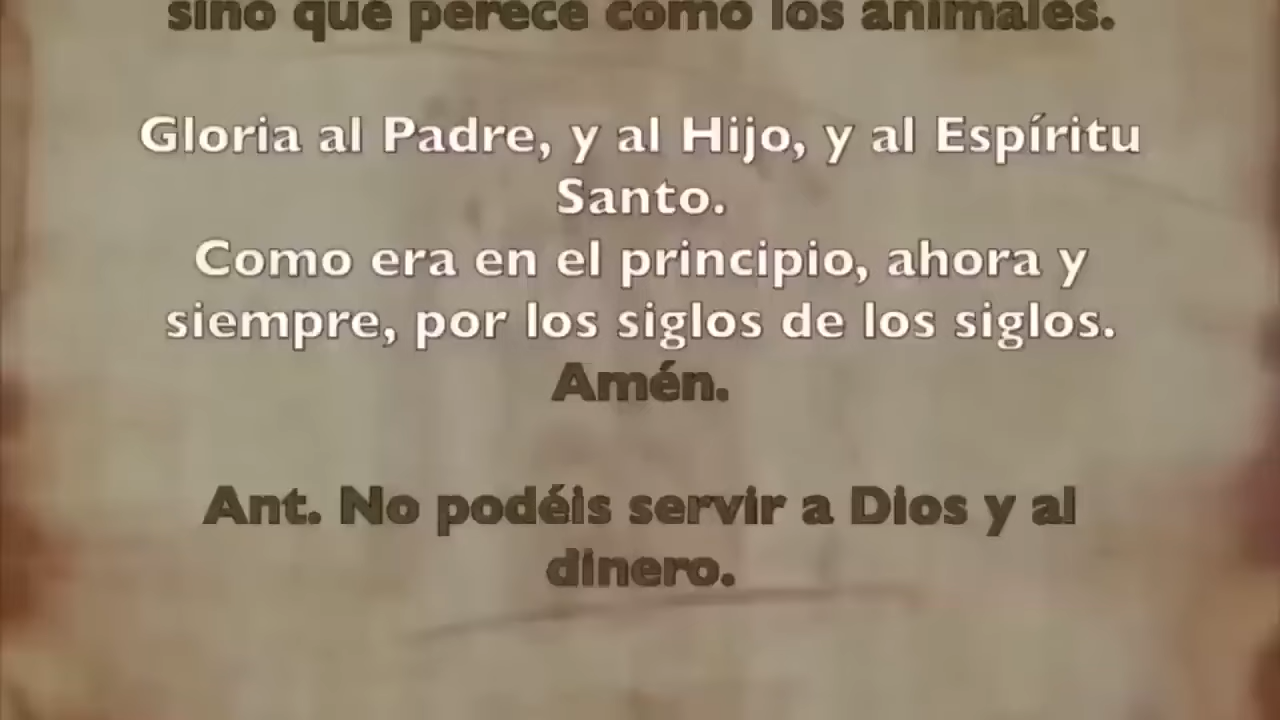 sino que perece como los animales.
Gloria al Padre, y al Hijo, y al Espíritu
Santo.
Como era en el principio, ahora y
siempre, por los siglos de los siglos.
Amén.
Ant. No podéis servir a Dios y al
dinero.